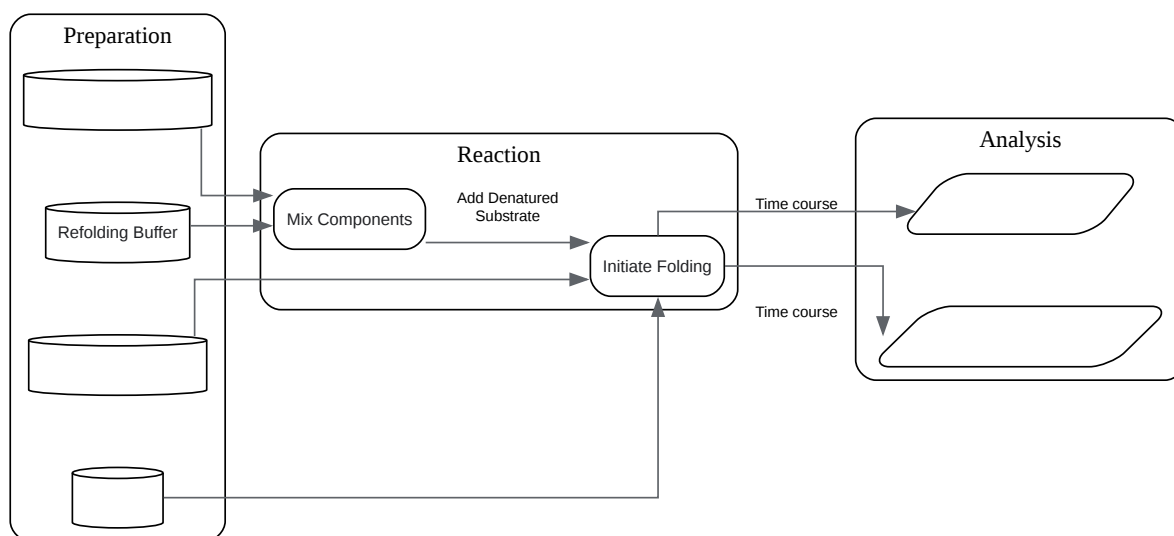 Preparation
Reaction
Analysis
Mix Components
Add Denatured
Substrate
Time course
Refolding Buffer
Initiate Folding
Time course